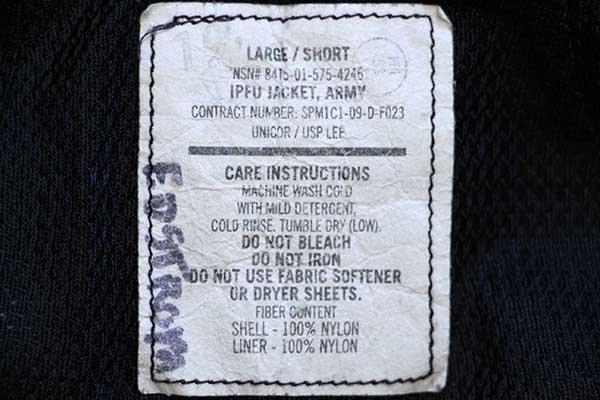 LARGE / SHORT
NSN# 8415-01-575-4246
IPFU JACKET, ARMY
CONTRACT NUMBER: SPM1C1-09-D-F023
UNICOR / USP LEE
CARE INSTRUCTIONS
MACHINE WASH COLD
WITH MILD DETERGENT,
COLD RINSE. TUMBLE DRY (LOW).
DO NOT BLEACH
DO NOT IRON
DO NOT USE FABRIC SOFTENER
OR DRYER SHEETS.
FIBER CONTENT
SHELL - 100% NYLON
LINER - 100% NYLON